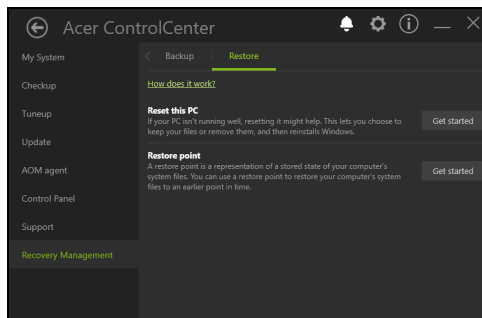 Acer ControlCenter
My System
Backup
Restore
Checkup
How does it work?
Tuneup
Reset this PC
If your PC isn't running well, resetting it might help. This lets you choose to
keep your files or remove them, and then reinstalls Windows.
Get started
Update
Restore point
A restore point is a representation of a stored state of your computer's
system files. You can use a restore point to restore your computer's system
files to an earlier point in time.
Get started
AOM agent
Control Panel
Support
Recovery Management